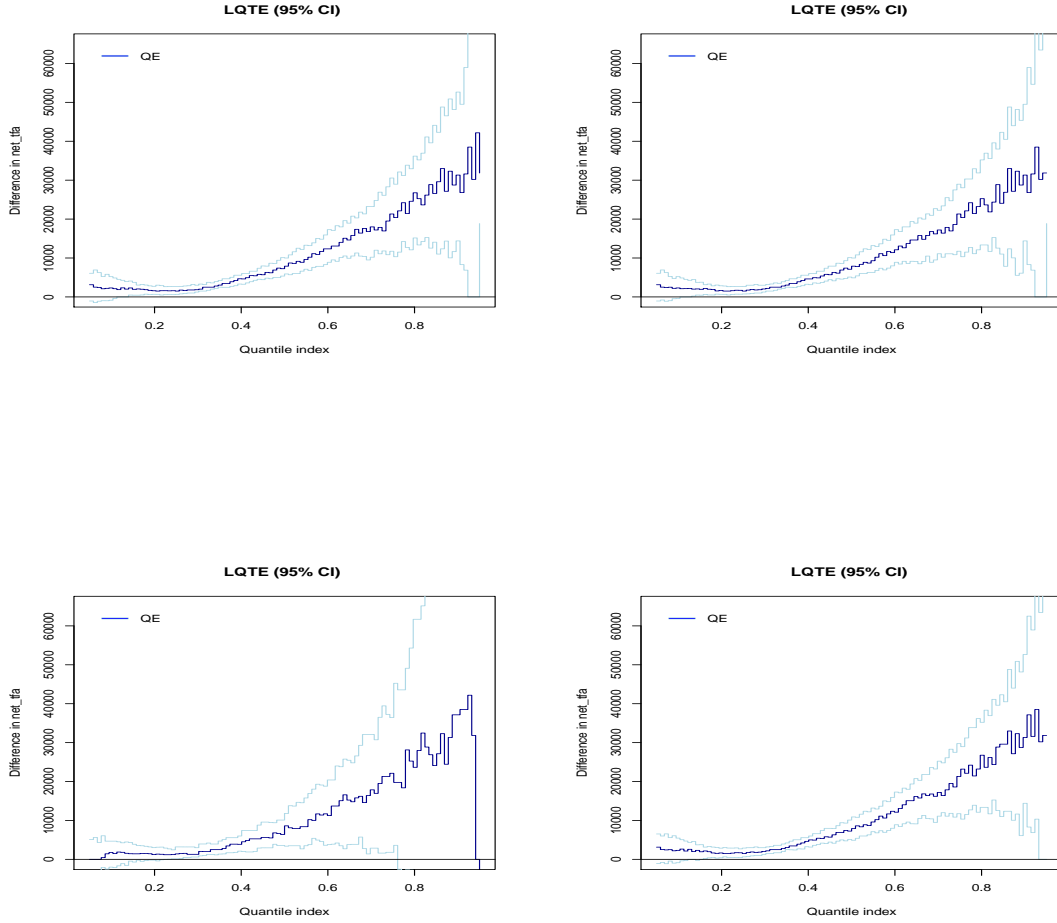 LQTE (95% CI)
QE
Difference in net_tfa
0 10000 20000 30000 40000 50000 60000
0.2 0.4 0.6 0.8
Quantile index
LQTE (95% CI)
QE
Difference in net_tfa
0 10000 20000 30000 40000 50000 60000
0.2 0.4 0.6 0.8
Quantile index
LQTE (95% CI)
QE
Difference in net_tfa
0 10000 20000 30000 40000 50000 60000
0.2 0.4 0.6 0.8
Quantile index
LQTE (95% CI)
QE
Difference in net_tfa
0 10000 20000 30000 40000 50000 60000
0.2 0.4 0.6 0.8
Quantile index